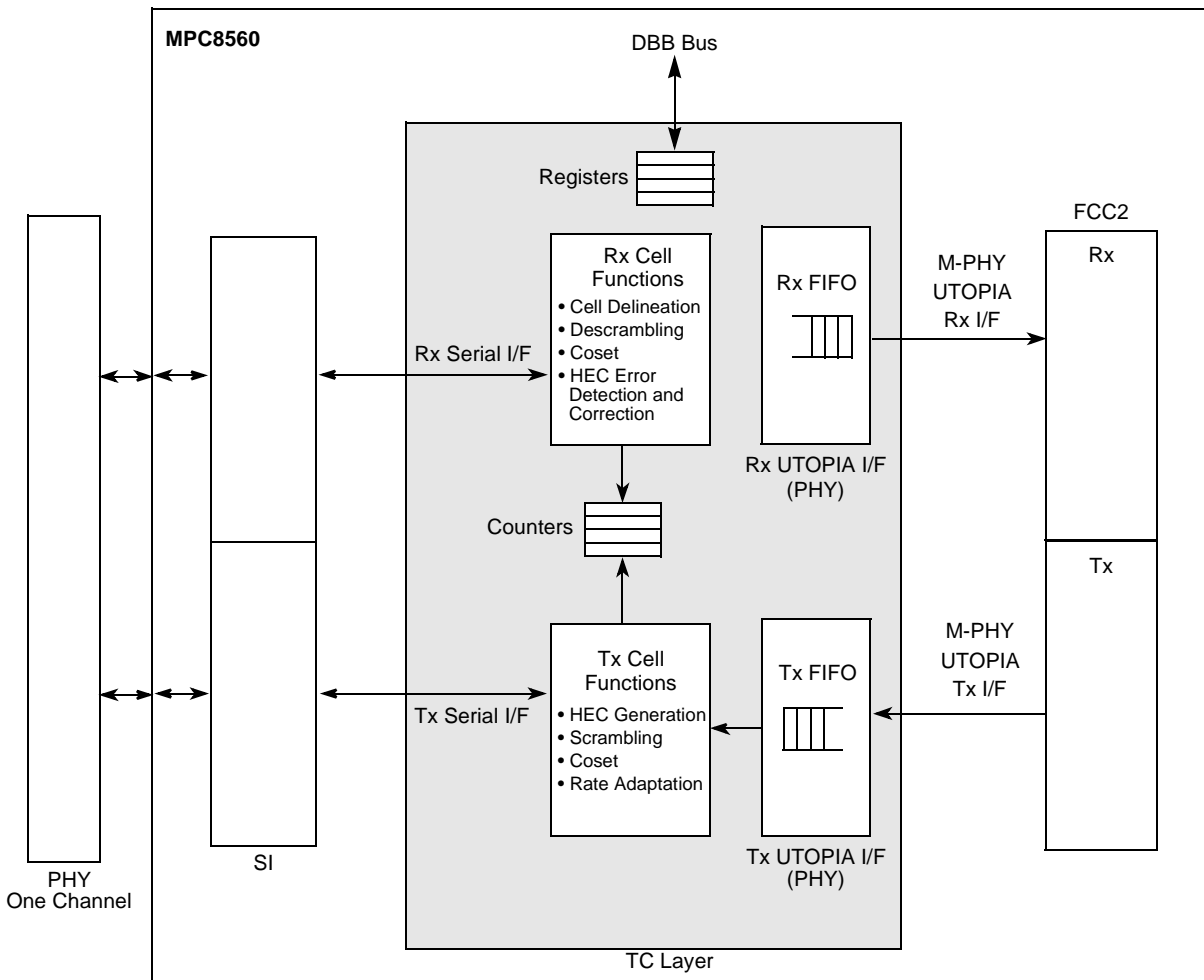 MPC8560
DBB Bus
Registers
FCC2
Rx Cell
Functions
• Cell Delineation
• Descrambling
• Coset
• HEC Error
Detection and
Correction
Rx FIFO
M-PHY
UTOPIA
Rx I/F
Rx
Rx Serial I/F
Rx UTOPIA I/F
(PHY)
Counters
Tx
Tx Cell
Functions
• HEC Generation
• Scrambling
• Coset
• Rate Adaptation
Tx FIFO
M-PHY
UTOPIA
Tx I/F
Tx Serial I/F
Tx UTOPIA I/F
(PHY)
SI
PHY
One Channel
TC Layer